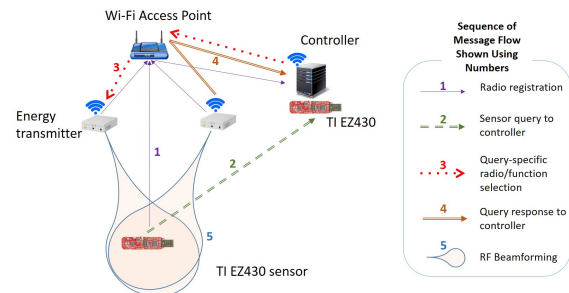 Wi-Fi Access Point
Controller
3
4
TI EZ430
Energy
transmitter
1
2
5
TI EZ430 sensor
Sequence of
Message Flow
Shown Using
Numbers
1
Radio registration
2
Sensor query to
controller
3
Query-specific
radio/function
selection
4
Query response to
controller
5
RF Beamforming